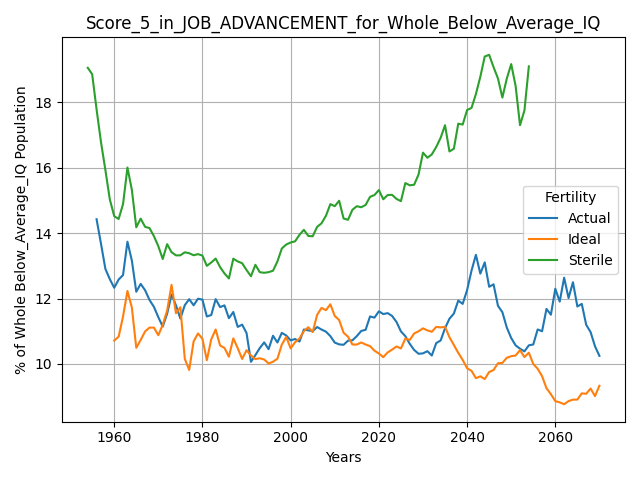 Score_5_in_JOB_ADVANCEMENT_for_Whole_Below_Average_IQ
% of Whole Below_Average_IQ Population
18
16
14
12
10
Fertility
Actual
Ideal
Sterile
1960 1980 2000 2020 2040 2060
Years